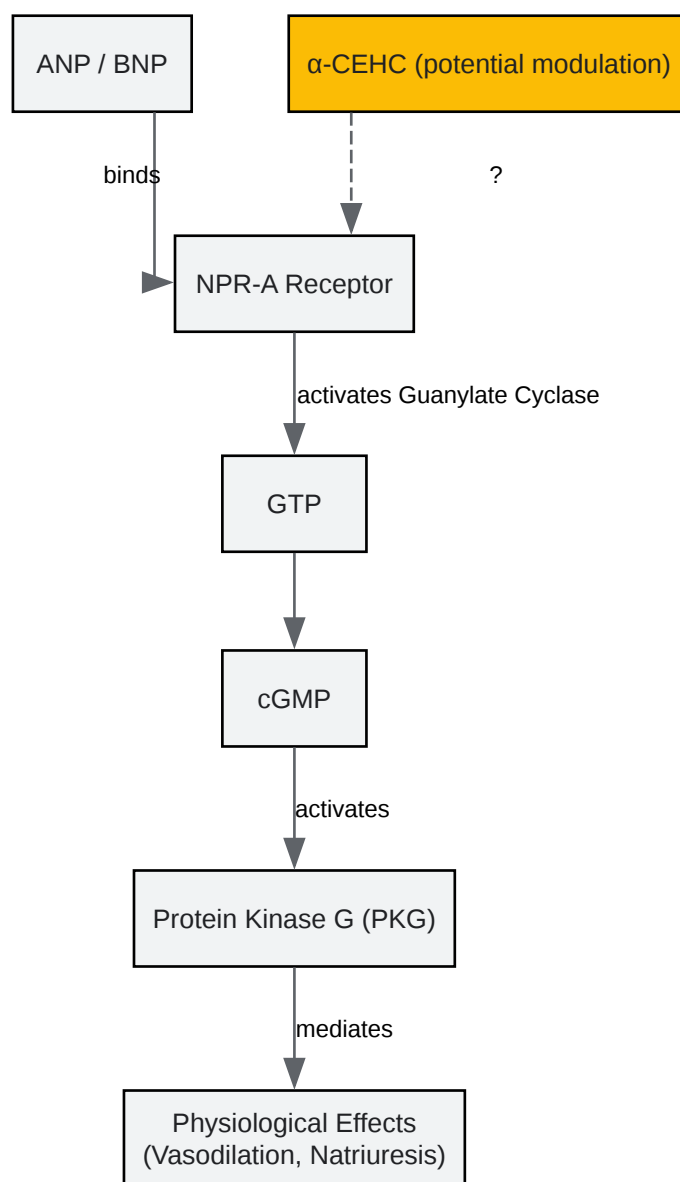 ANP / BNP
α-CEHC (potential modulation)
binds
?
NPR-A Receptor
activates Guanylate Cyclase
GTP
cGMP
activates
Protein Kinase G (PKG)
mediates
Physiological Effects
(Vasodilation, Natriuresis)